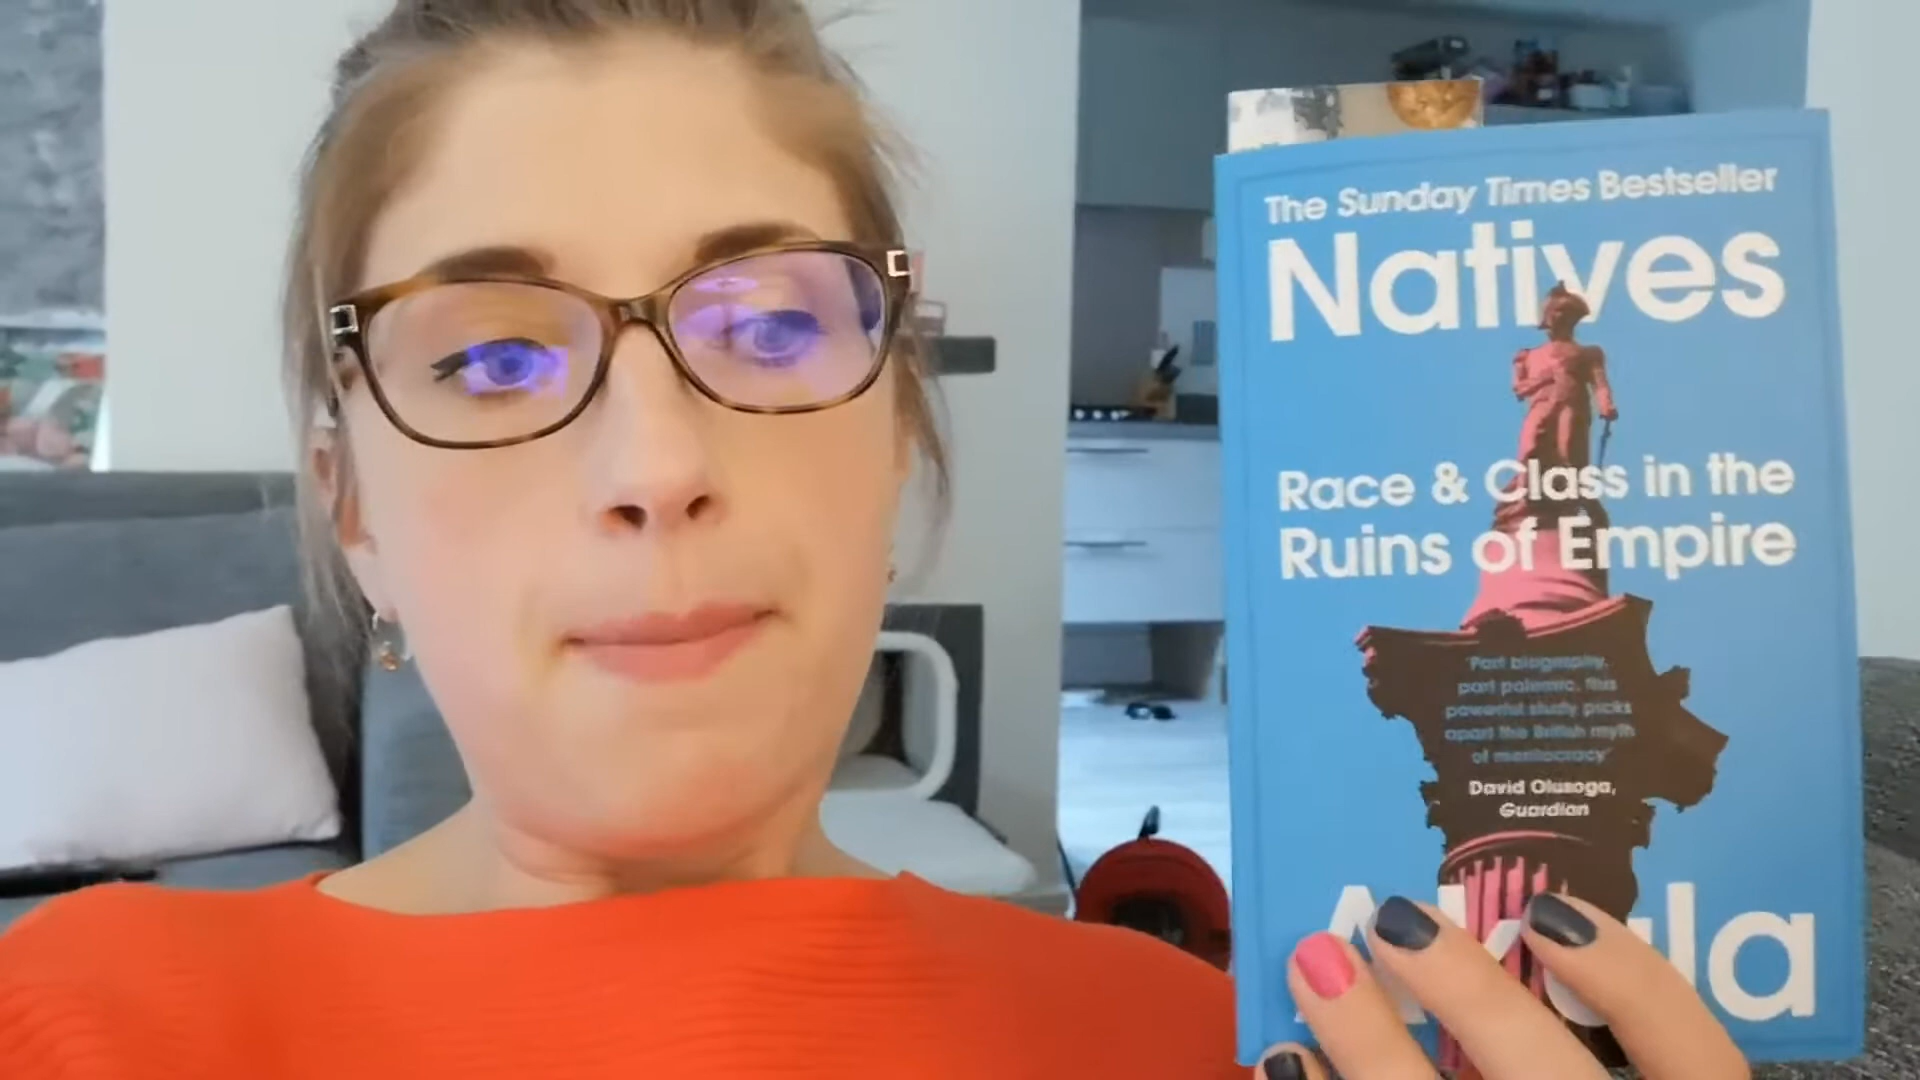 The Sunday Times Bestseller
Natives
Race & Class in the
Ruins of Empire
'Part biography,
part polemic, this
powerful study picks
apart the British myth
of meritocracy'
David Olusoga,
Guardian
Akala